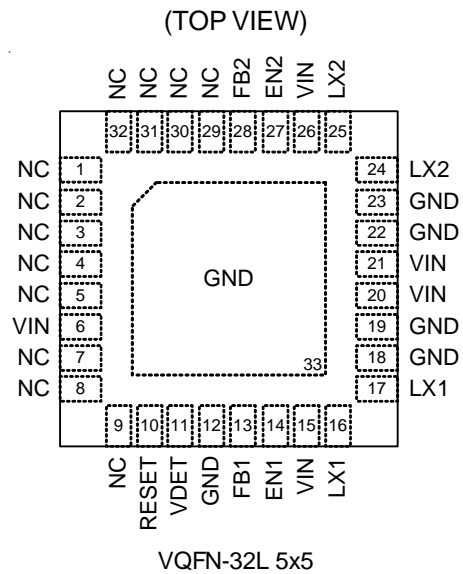 (TOP VIEW)
NC NC NC NC FB2 EN2 VIN LX2
32 31 30 29 28 27 26 25
NC 1 24 LX2
NC 2 23 GND
NC 3 22 GND
NC 4 21 VIN
NC 5 20 VIN
VIN 6 19 GND
NC 7 18 GND
NC 8 17 LX1
GND
33
9 10 11 12 13 14 15 16
NC RESET VDET GND FB1 EN1 VIN LX1
VQFN-32L 5x5